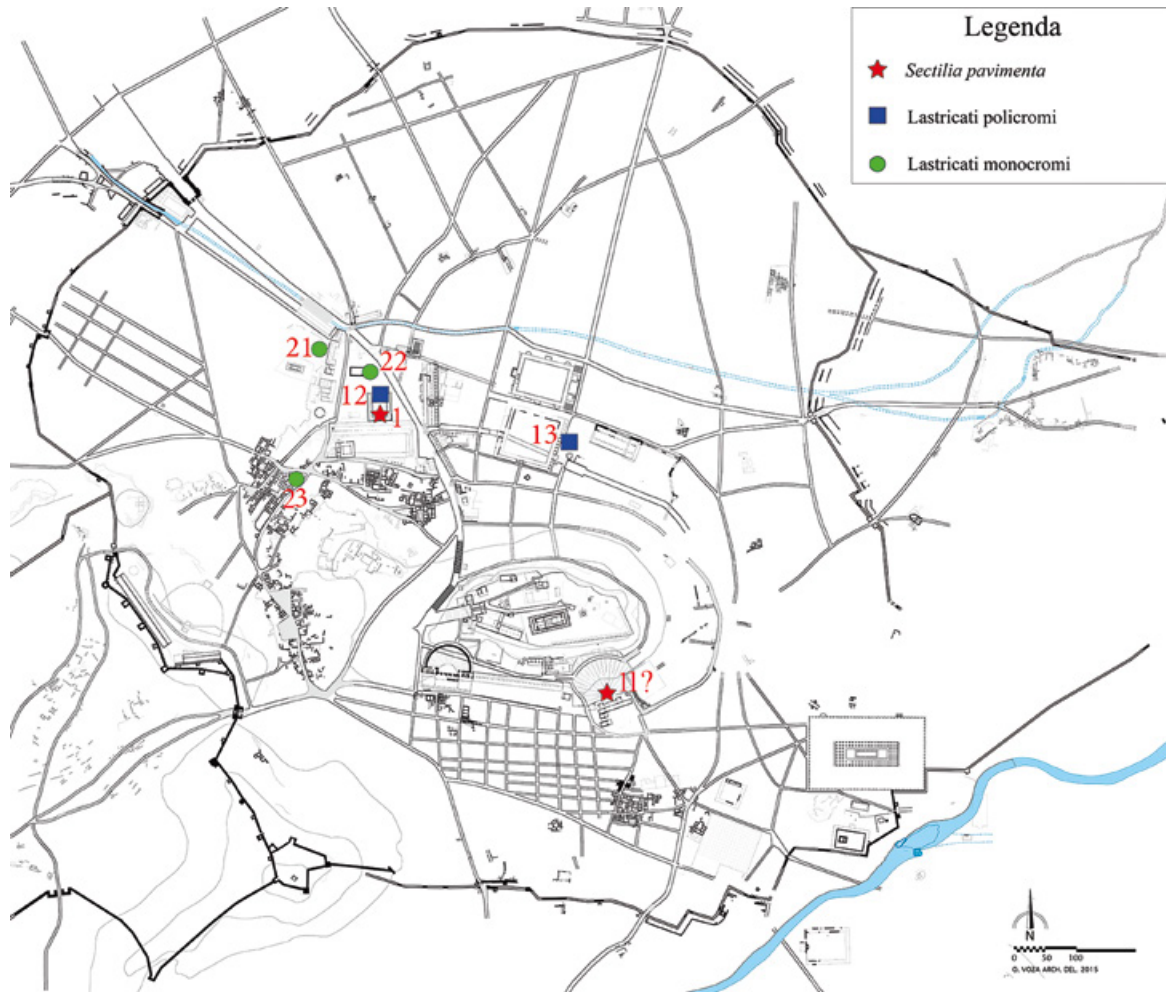 Legenda
Sectilia pavimenta
Lastricati policromi
Lastricati monocromi
21
22
12
1
13
23
11?
N
0 50 100
O. VOZA ARCH. DEL. 2015